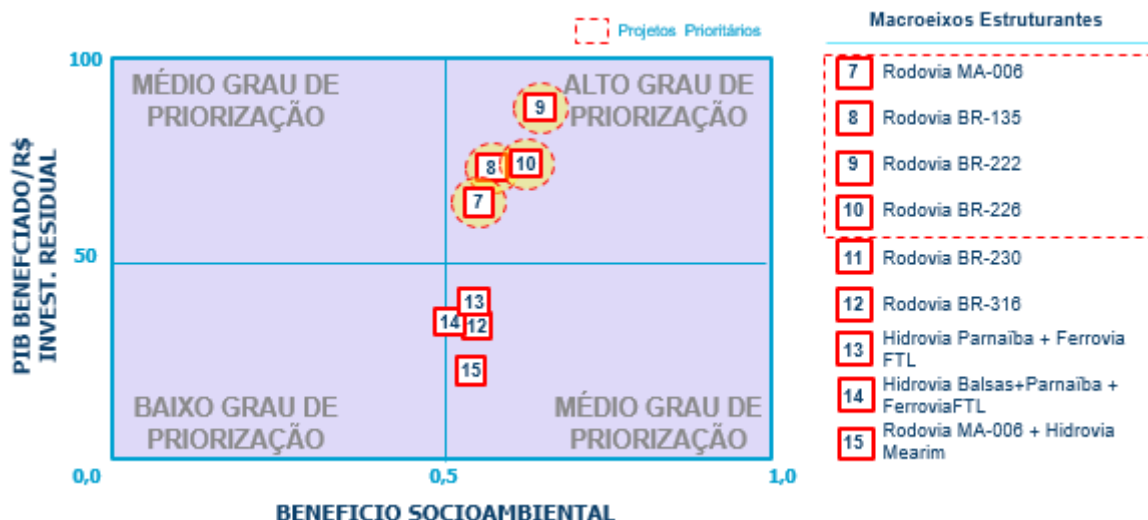 Projetos Prioritários
Macroeixos Estruturantes
100
MÉDIO GRAU DE
PRIORIZAÇÃO
ALTO GRAU DE
PRIORIZAÇÃO
9
8
10
7
PIB BENEFCIADO/R$
INVEST. RESIDUAL
50
13
14
12
15
BAIXO GRAU DE
PRIORIZAÇÃO
MÉDIO GRAU DE
PRIORIZAÇÃO
0,0
0,5
1,0
BENEFICIO SOCIOAMBIENTAL
7 Rodovia MA-006
8 Rodovia BR-135
9 Rodovia BR-222
10 Rodovia BR-226
11 Rodovia BR-230
12 Rodovia BR-316
13 Hidrovia Parnaïba + Ferrovia
FTL
14 Hidrovia Balsas+Parnaïba +
FerroviaFTL
15 Rodovia MA-006 + Hidrovia
Mearim